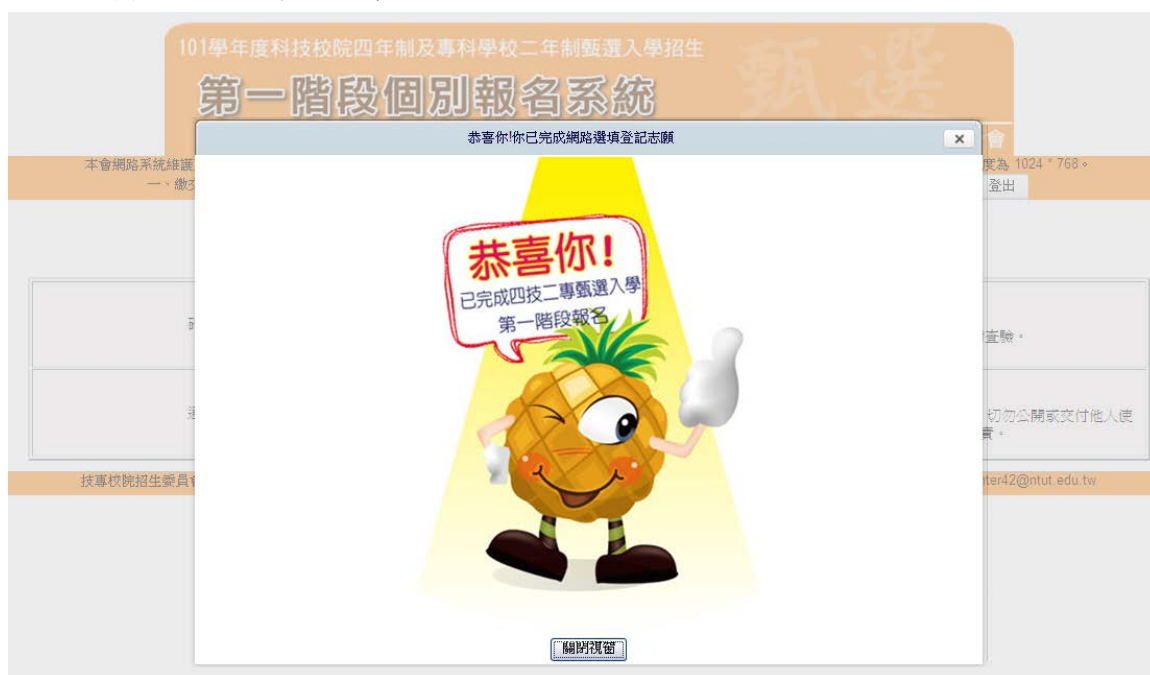 101學年度科技校院四年制及專科學校二年制甄選入學招生
甄選
第一階段個別報名系統
恭喜你!你已完成網路選填登記志願
會
本會網路系統維護
度為 1024 * 768。
一、繳交
登出
恭喜你!
已完成四技二專甄選入學
第一階段報名
查驗。
切勿公開或交付他人使
責。
技專校院招生委員會
nter42@ntut.edu.tw
關閉視窗